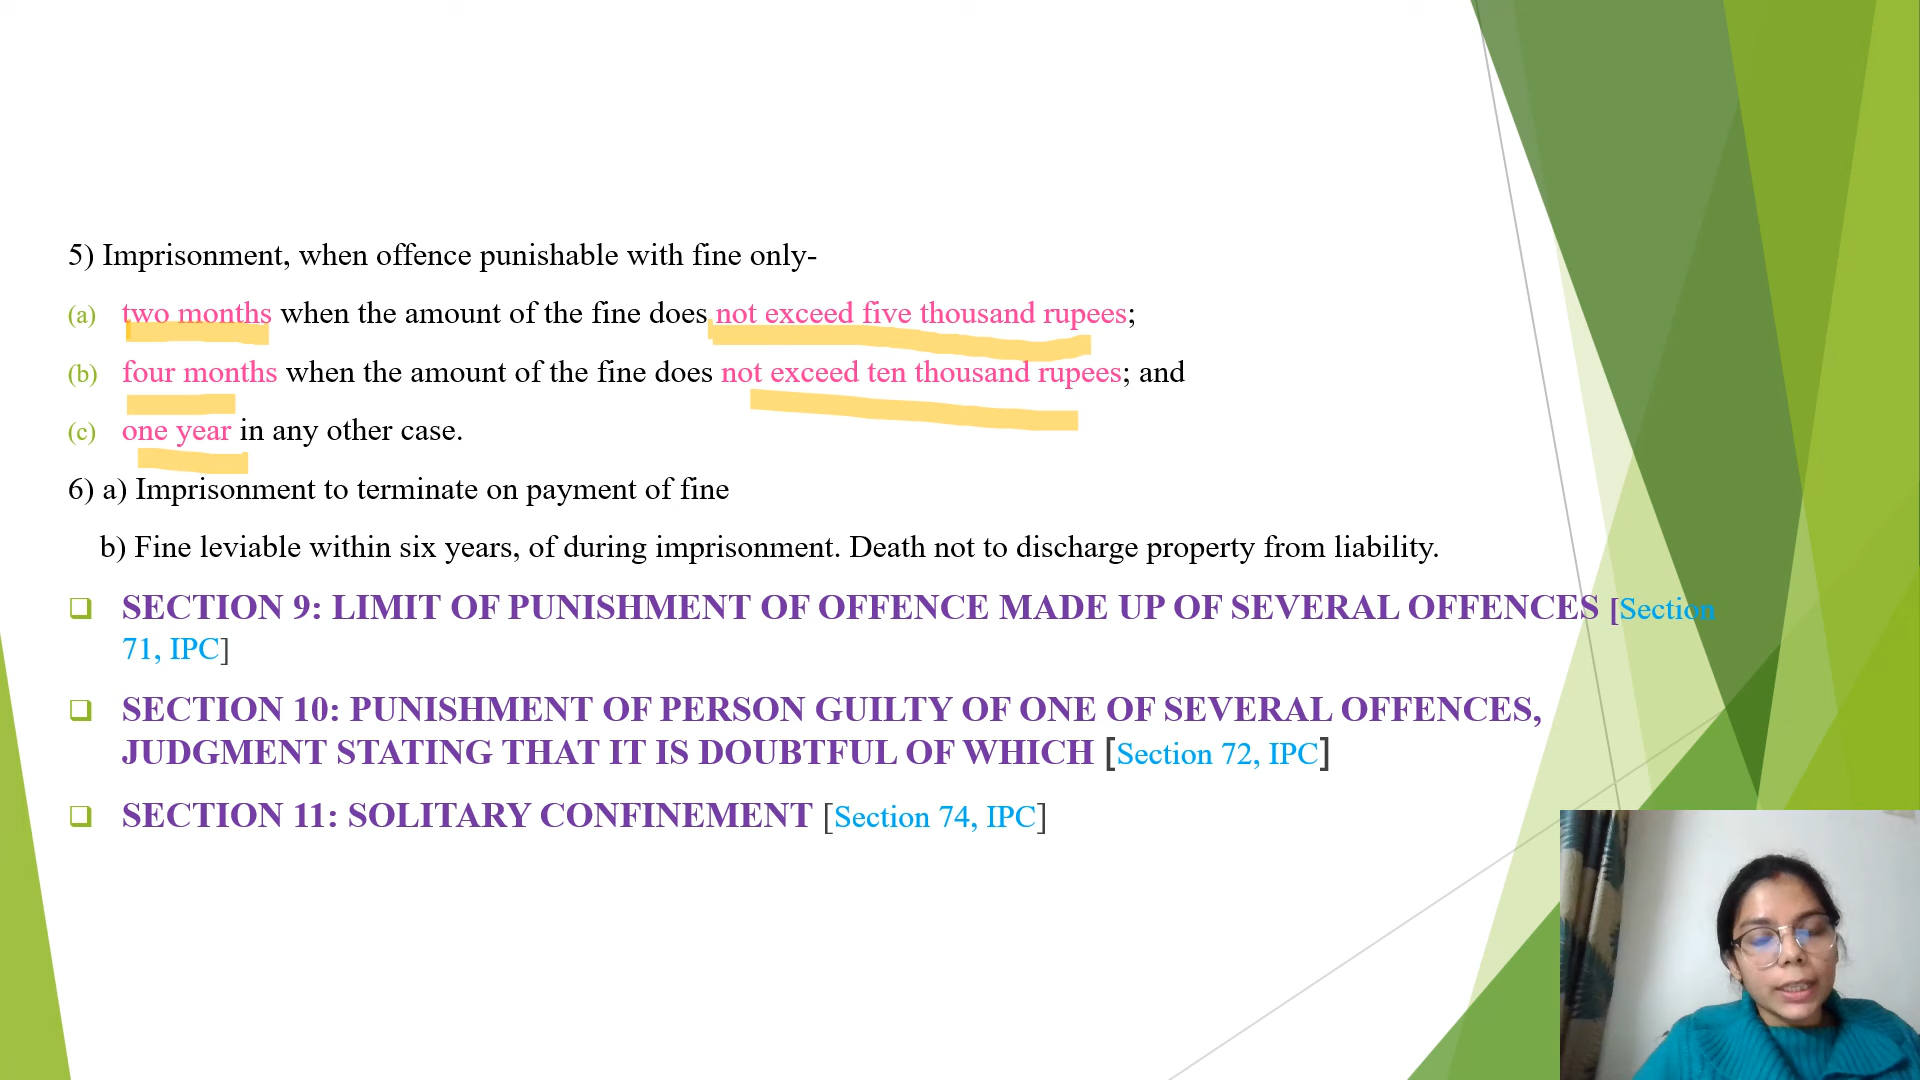 5) Imprisonment, when offence punishable with fine only-
(a) two months when the amount of the fine does not exceed five thousand rupees;
(b) four months when the amount of the fine does not exceed ten thousand rupees; and
(c) one year in any other case.
6) a) Imprisonment to terminate on payment of fine
b) Fine leviable within six years, of during imprisonment. Death not to discharge property from liability.
SECTION 9: LIMIT OF PUNISHMENT OF OFFENCE MADE UP OF SEVERAL OFFENCES [Section
71, IPC]
SECTION 10: PUNISHMENT OF PERSON GUILTY OF ONE OF SEVERAL OFFENCES,
JUDGMENT STATING THAT IT IS DOUBTFUL OF WHICH [Section 72, IPC]
SECTION 11: SOLITARY CONFINEMENT [Section 74, IPC]